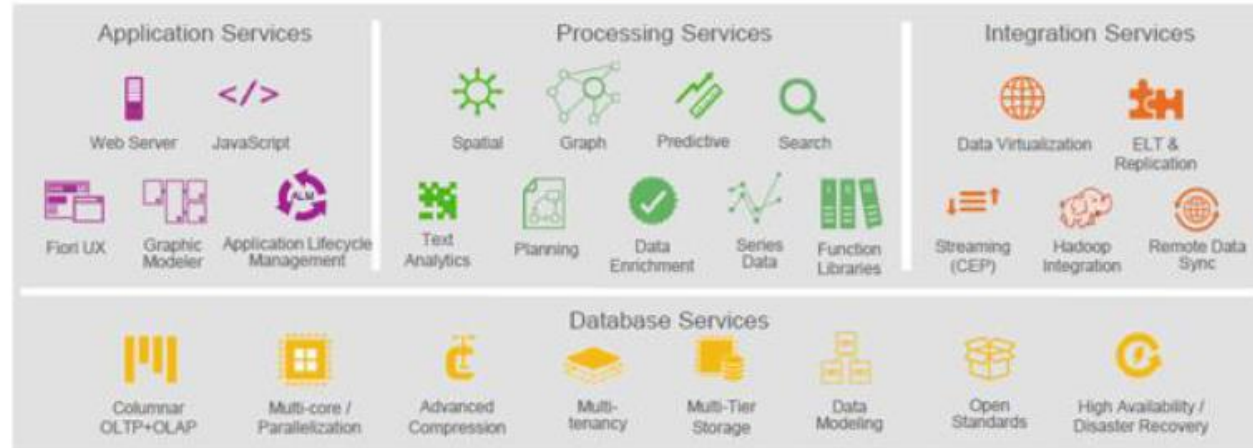 Application Services
Web Server
JavaScript
Fiori UX
Graphic
Modeler
ALM
Application Lifecycle
Management
Processing Services
Spatial
Graph
Predictive
Search
Text
Analytics
Planning
Data
Enrichment
Series
Data
Function
Libraries
Integration Services
Data Virtualization
ELT &
Replication
Streaming
(CEP)
Hadoop
Integration
Remote Data
Sync
Database Services
Columnar
OLTP+OLAP
Multi-core /
Parallelization
Advanced
Compression
Multi-
tenancy
Multi-Tier
Storage
Data
Modeling
Open
Standards
High Availability /
Disaster Recovery